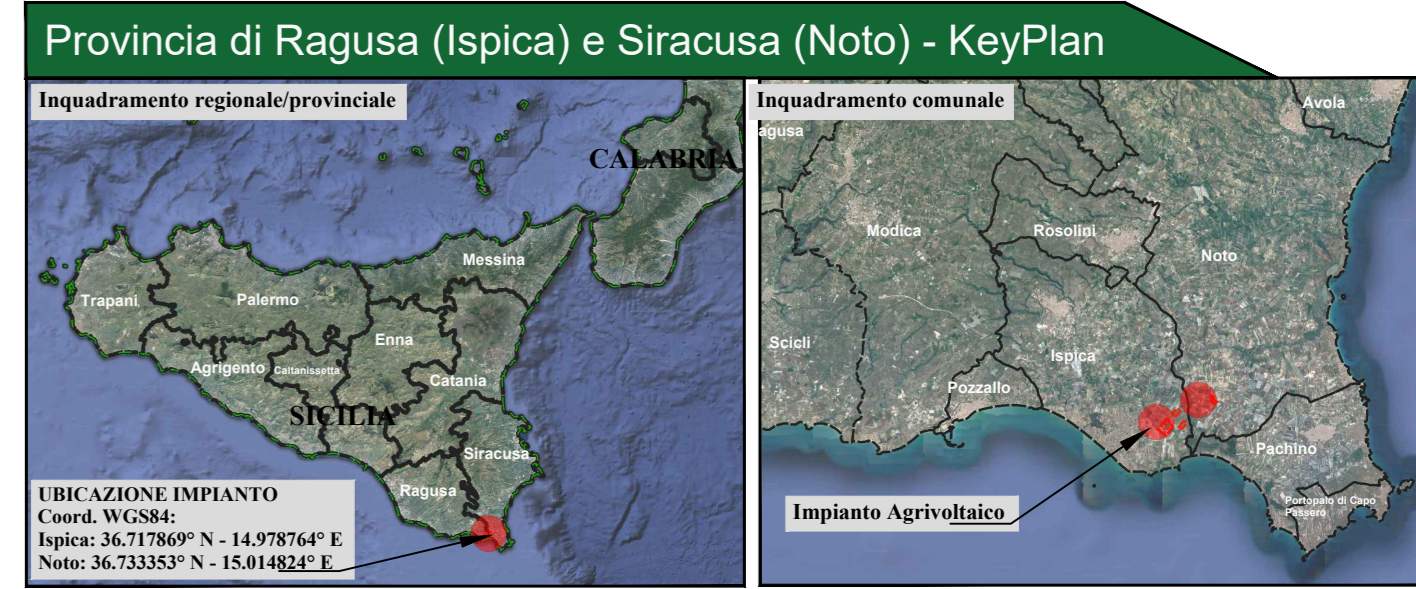 Provincia di Ragusa (Ispica) e Siracusa (Noto) - KeyPlan
Inquadramento regionale/provinciale
CALABRIA
Messina
Trapani
Palermo
Enna
Agrigento
Caltanissetta
Catania
SICILIA
Siracusa
Ragusa
UBICAZIONE IMPIANTO
Coord. WGS84:
Ispica: 36.717869° N - 14.978764° E
Noto: 36.733353° N - 15.014824° E
Inquadramento comunale
Avola
agusa
Modica
Rosolini
Noto
Scicli
Ispica
Pozzallo
Pachino
Impianto Agrivoltaico
Portopalo di Capo
Passero